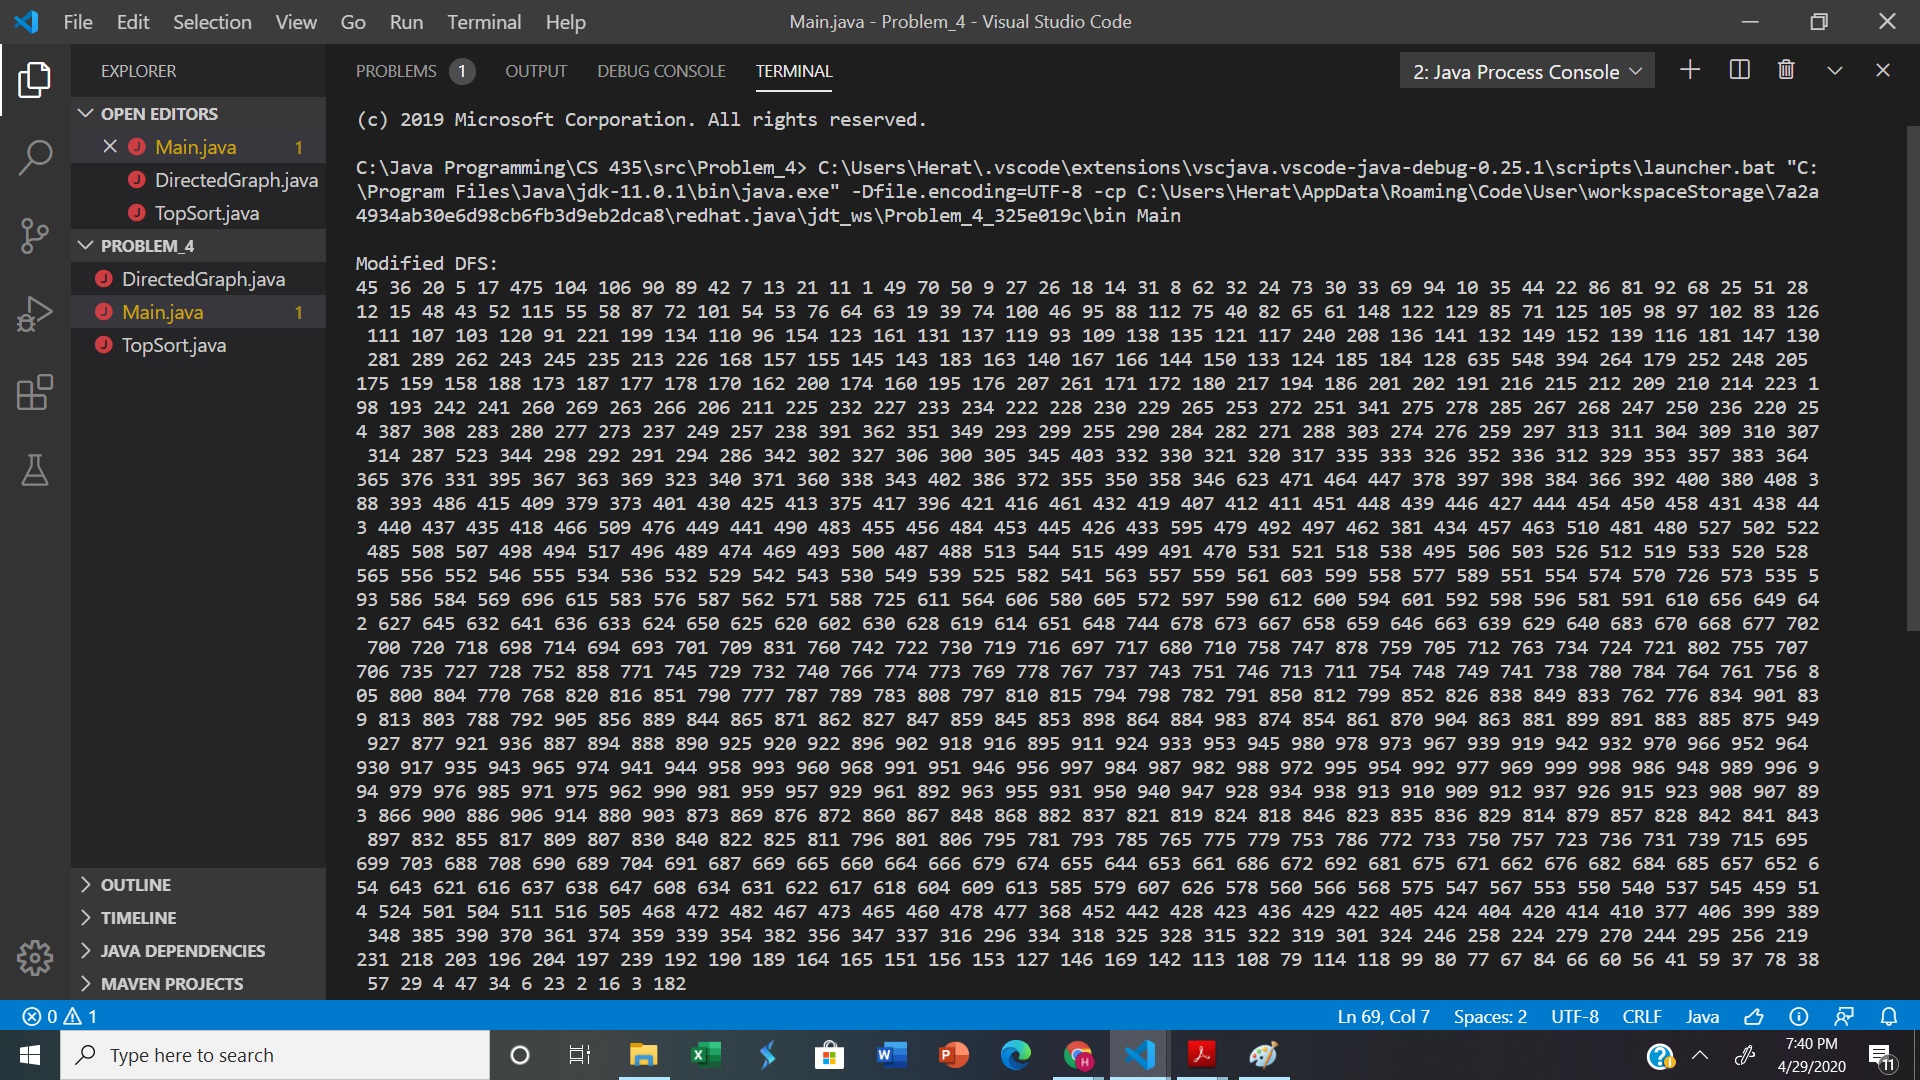 File Edit Selection View Go Run Terminal Help
Main.java - Problem_4 - Visual Studio Code
EXPLORER
OPEN EDITORS
Main.java 1
DirectedGraph.java
TopSort.java
PROBLEM_4
DirectedGraph.java
Main.java 1
TopSort.java
OUTLINE
TIMELINE
JAVA DEPENDENCIES
MAVEN PROJECTS
PROBLEMS 1 OUTPUT DEBUG CONSOLE TERMINAL
2: Java Process Console
(c) 2019 Microsoft Corporation. All rights reserved.
C:\Java Programming\CS 435\src\Problem_4> C:\Users\Herat\.vscode\extensions\vscjava.vscode-java-debug-0.25.1\scripts\launcher.bat "C:
\Program Files\Java\jdk-11.0.1\bin\java.exe" -Dfile.encoding=UTF-8 -cp C:\Users\Herat\AppData\Roaming\Code\User\workspaceStorage\7a2a
4934ab30e6d98cb6fb3d9eb2dca8\redhat.java\jdt_ws\Problem_4_325e019c\bin Main
Modified DFS:
45 36 20 5 17 475 104 106 90 89 42 7 13 21 11 1 49 70 50 9 27 26 18 14 31 8 62 32 24 73 30 33 69 94 10 35 44 22 86 81 92 68 25 51 28
12 15 48 43 52 115 55 58 87 72 101 54 53 76 64 63 19 39 74 100 46 95 88 112 75 40 82 65 61 148 122 129 85 71 125 105 98 97 102 83 126
111 107 103 120 91 221 199 134 110 96 154 123 161 131 137 119 93 109 138 135 121 117 240 208 136 141 132 149 152 139 116 181 147 130
281 289 262 243 245 235 213 226 168 157 155 145 143 183 163 140 167 166 144 150 133 124 185 184 128 635 548 394 264 179 252 248 205
175 159 158 188 173 187 177 178 170 162 200 174 160 195 176 207 261 171 172 180 217 194 186 201 202 191 216 215 212 209 210 214 223 1
98 193 242 241 260 269 263 266 206 211 225 232 227 233 234 222 228 230 229 265 253 272 251 341 275 278 285 267 268 247 250 236 220 25
4 387 308 283 280 277 273 237 249 257 238 391 362 351 349 293 299 255 290 284 282 271 288 303 274 276 259 297 313 311 304 309 310 307
314 287 523 344 298 292 291 294 286 342 302 327 306 300 305 345 403 332 330 321 320 317 335 333 326 352 336 312 329 353 357 383 364
365 376 331 395 367 363 369 323 340 371 360 338 343 402 386 372 355 350 358 346 623 471 464 447 378 397 398 384 366 392 400 380 408 3
88 393 486 415 409 379 373 401 430 425 413 375 417 396 421 416 461 432 419 407 412 411 451 448 439 446 427 444 454 450 458 431 438 44
3 440 437 435 418 466 509 476 449 441 490 483 455 456 484 453 445 426 433 595 479 492 497 462 381 434 457 463 510 481 480 527 502 522
485 508 507 498 494 517 496 489 474 469 493 500 487 488 513 544 515 499 491 470 531 521 518 538 495 506 503 526 512 519 533 520 528
565 556 552 546 555 534 536 532 529 542 543 530 549 539 525 582 541 563 557 559 561 603 599 558 577 589 551 554 574 570 726 573 535 5
93 586 584 569 696 615 583 576 587 562 571 588 725 611 564 606 580 605 572 597 590 612 600 594 601 592 598 596 581 591 610 656 649 64
2 627 645 632 641 636 633 624 650 625 620 602 630 628 619 614 651 648 744 678 673 667 658 659 646 663 639 629 640 683 670 668 677 702
700 720 718 698 714 694 693 701 709 831 760 742 722 730 719 716 697 717 680 710 758 747 878 759 705 712 763 734 724 721 802 755 707
706 735 727 728 752 858 771 745 729 732 740 766 774 773 769 778 767 737 743 751 746 713 711 754 748 749 741 738 780 784 764 761 756 8
05 800 804 770 768 820 816 851 790 777 787 789 783 808 797 810 815 794 798 782 791 850 812 799 852 826 838 849 833 762 776 834 901 83
9 813 803 788 792 905 856 889 844 865 871 862 827 847 859 845 853 898 864 884 983 874 854 861 870 904 863 881 899 891 883 885 875 949
927 877 921 936 887 894 888 890 925 920 922 896 902 918 916 895 911 924 933 953 945 980 978 973 967 939 919 942 932 970 966 952 964
930 917 935 943 965 974 941 944 958 993 960 968 991 951 946 956 997 984 987 982 988 972 995 954 992 977 969 999 998 986 948 989 996 9
94 979 976 985 971 975 962 990 981 959 957 929 961 892 963 955 931 950 940 947 928 934 938 913 910 909 912 937 926 915 923 908 907 89
3 866 900 886 906 914 880 903 873 869 876 872 860 867 848 868 882 837 821 819 824 818 846 823 835 836 829 814 879 857 828 842 841 843
897 832 855 817 809 807 830 840 822 825 811 796 801 806 795 781 793 785 765 775 779 753 786 772 733 750 757 723 736 731 739 715 695
699 703 688 708 690 689 704 691 687 669 665 660 664 666 679 674 655 644 653 661 686 672 692 681 675 671 662 676 682 684 685 657 652 6
54 643 621 616 637 638 647 608 634 631 622 617 618 604 609 613 585 579 607 626 578 560 566 568 575 547 567 553 550 540 537 545 459 51
4 524 501 504 511 516 505 468 472 482 467 473 465 460 478 477 368 452 442 428 423 436 429 422 405 424 404 420 414 410 377 406 399 389
348 385 390 370 361 374 359 339 354 382 356 347 337 316 296 334 318 325 328 315 322 319 301 324 246 258 224 279 270 244 295 256 219
231 218 203 196 204 197 239 192 190 189 164 165 151 156 153 127 146 169 142 113 108 79 114 118 99 80 77 67 84 66 60 56 41 59 37 78 38
57 29 4 47 34 6 23 2 16 3 182
0 1
Ln 69, Col 7 Spaces: 2 UTF-8 CRLF Java
Type here to search
7:40 PM
4/29/2020
11